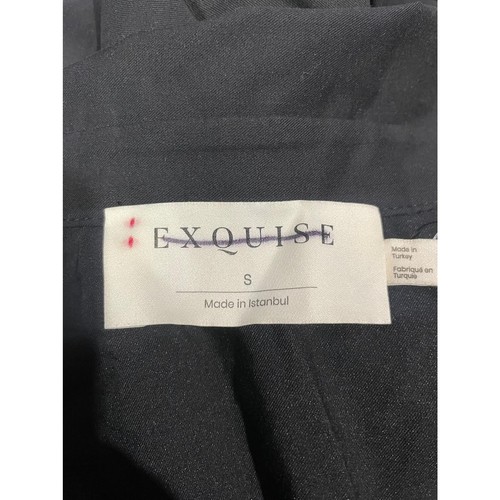 EXQUISE
S
Made in Istanbul
Made in
Turkey
Fabriqué en
Turquie